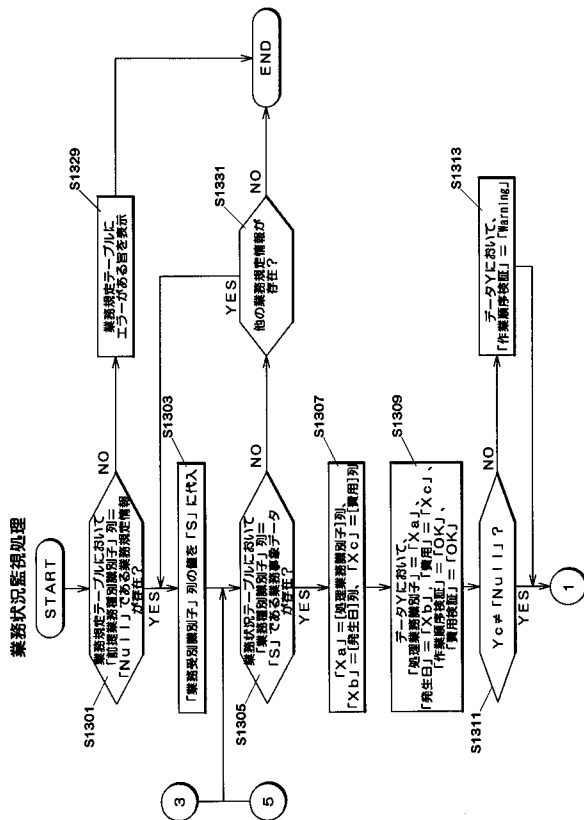 業務状況監視処理
START
S1301
業務規定テーブルにおいて
「前提業務種別識別子」列＝
「Null」である業務規定情報
が存在？
NO
YES
S1329
業務規定テーブルに
エラーがある旨を表示
S1303
「業務受別識別子」列の値を「S」に代入
3
5
S1305
業務状況テーブルにおいて
「業務種別識別子」列＝
「S」である業務事象データ
が存在？
NO
YES
S1331
他の業務規定情報が
存在？
YES
NO
END
S1307
「Xa」＝[処理業務識別子]列、
「Xb」＝[発生日]列、「Xc」＝[費用]列
S1309
データYにおいて、
「処理業務識別子」＝「Xa」、
「発生日」＝「Xb」、「費用」＝「Xc」、
「作業順序検証」＝「OK」、
「費用検証」＝「OK」
S1311
Yc≠「Null」？
NO
YES
S1313
データYにおいて、
「作業順序検証」＝「Warning」
1